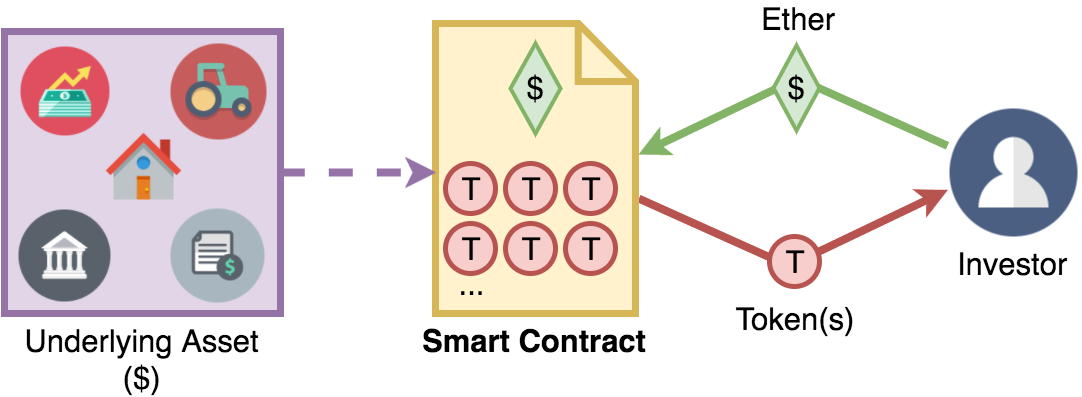 Ether
$
$
T T T
T T T
...
T
Investor
Token(s)
Underlying Asset
($)
Smart Contract